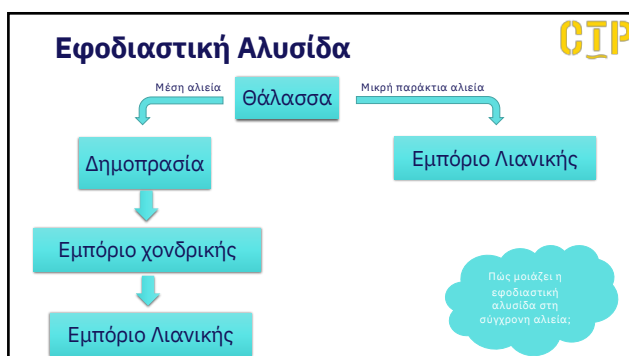 Εφοδιαστική Αλυσίδα
CTP
Μέση αλιεία
Θάλασσα
Μικρή παράκτια αλιεία
Δημοπρασία
Εμπόριο Λιανικής
Εμπόριο χονδρικής
Εμπόριο Λιανικής
Πώς μοιάζει η
εφοδιαστική
αλυσίδα στη
σύγχρονη αλιεία;